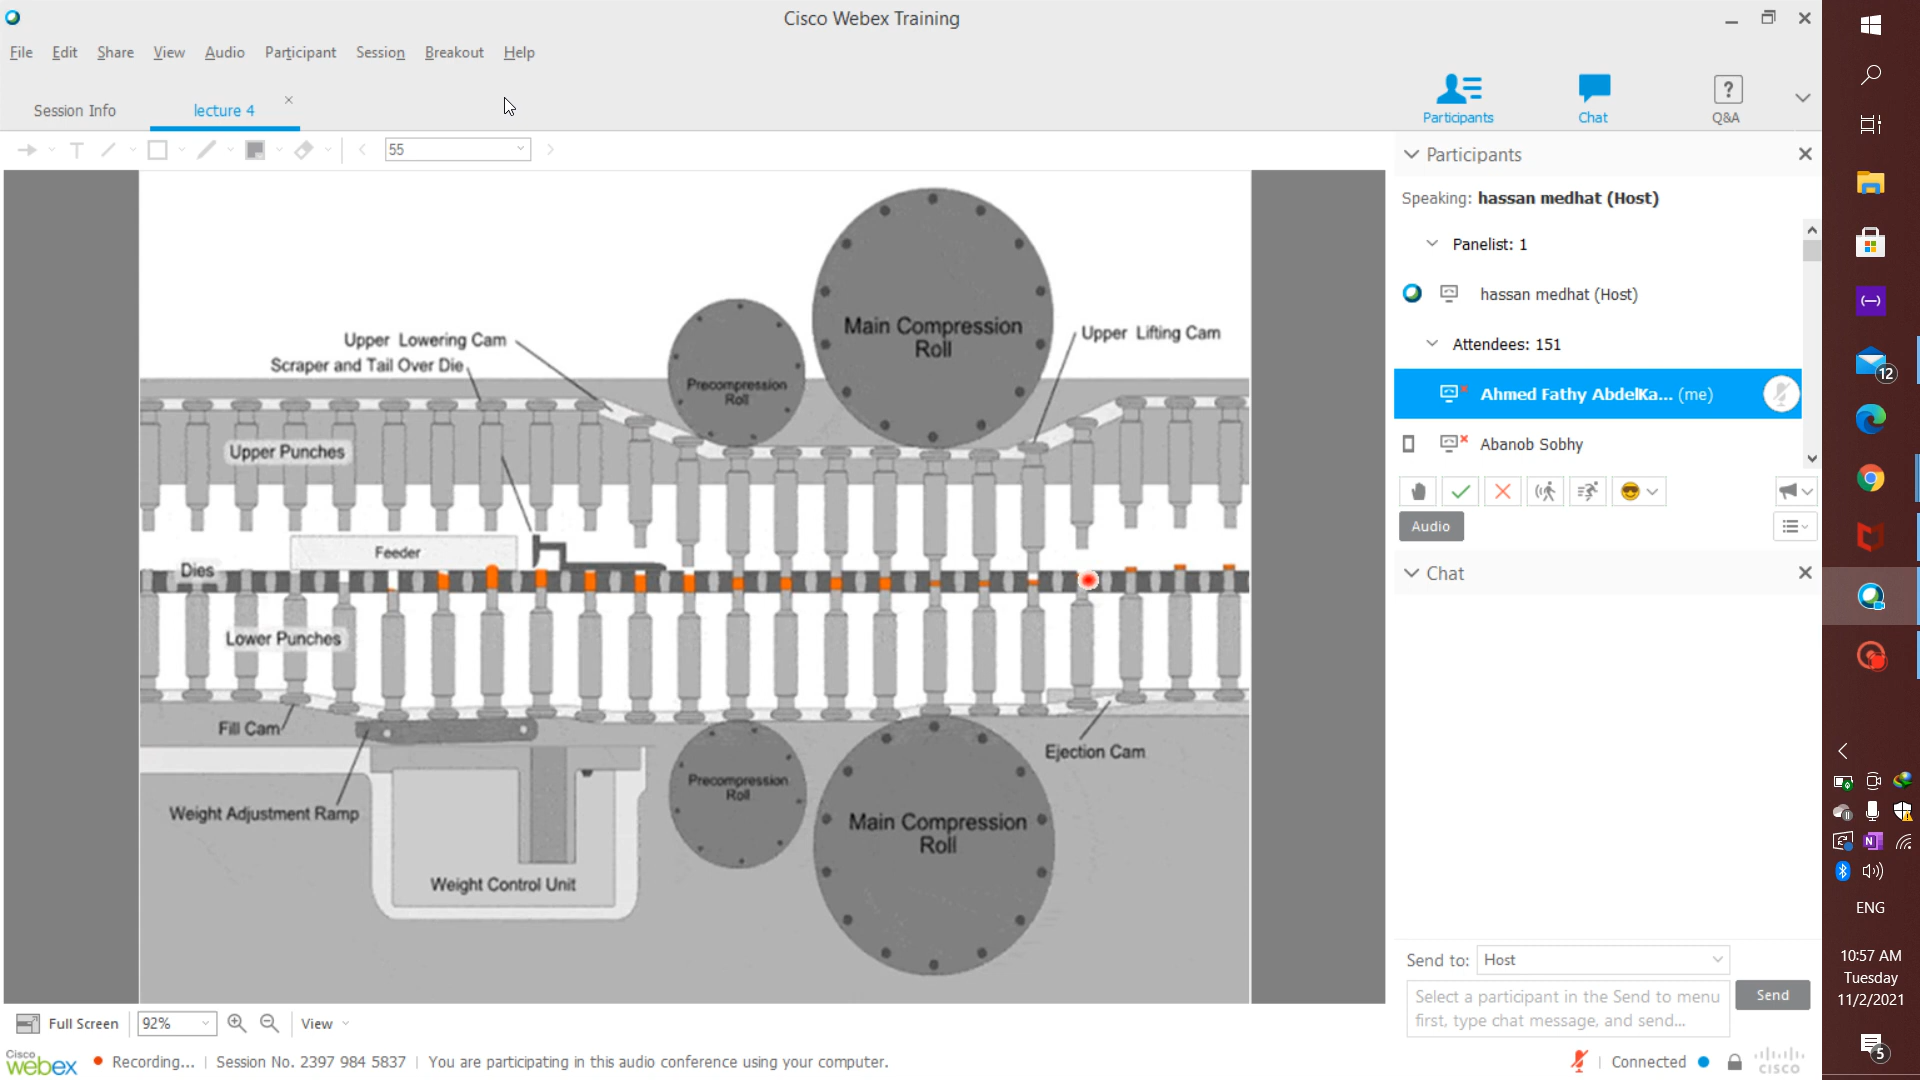 Cisco Webex Training
File Edit Share View Audio Participant Session Breakout Help
Session Info
lecture 4
Participants
Chat
Q&A
55
Upper Lowering Cam
Scraper and Tail Over Die
Precompression
Roll
Main Compression
Roll
Upper Lifting Cam
Upper Punches
Feeder
Dies
Lower Punches
Fill Cam
Weight Adjustment Ramp
Weight Control Unit
Precompression
Roll
Main Compression
Roll
Ejection Cam
Full Screen
92%
View
Cisco
webex
Recording...
Session No. 2397 984 5837
You are participating in this audio conference using your computer.
Connected
CISCO
Participants
Speaking: hassan medhat (Host)
Panelist: 1
hassan medhat (Host)
Attendees: 151
Ahmed Fathy AbdelKa... (me)
Abanob Sobhy
Audio
Chat
Send to:
Host
Select a participant in the Send to menu
first, type chat message, and send...
Send
12
ENG
10:57 AM
Tuesday
11/2/2021
5